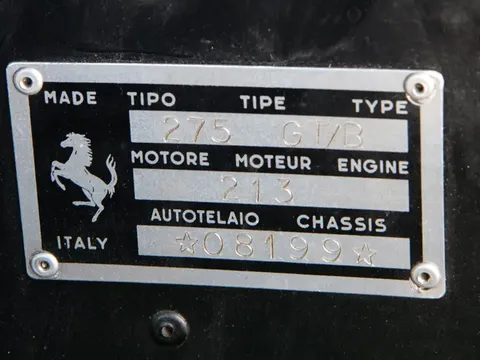 MADE TIPO TIPE TYPE
275 GT/B
MOTORE MOTEUR ENGINE
213
AUTOTELAIO CHASSIS
ITALY ☆08199☆